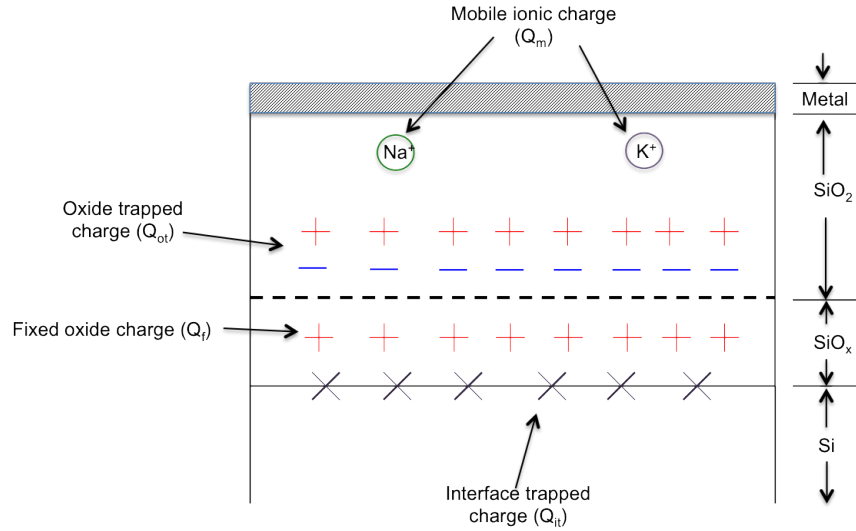 Mobile ionic charge
(Qm)
Metal
Na+
K+
SiO2
Oxide trapped
charge (Qot)
Fixed oxide charge (Qf)
SiOx
Si
Interface trapped
charge (Qit)